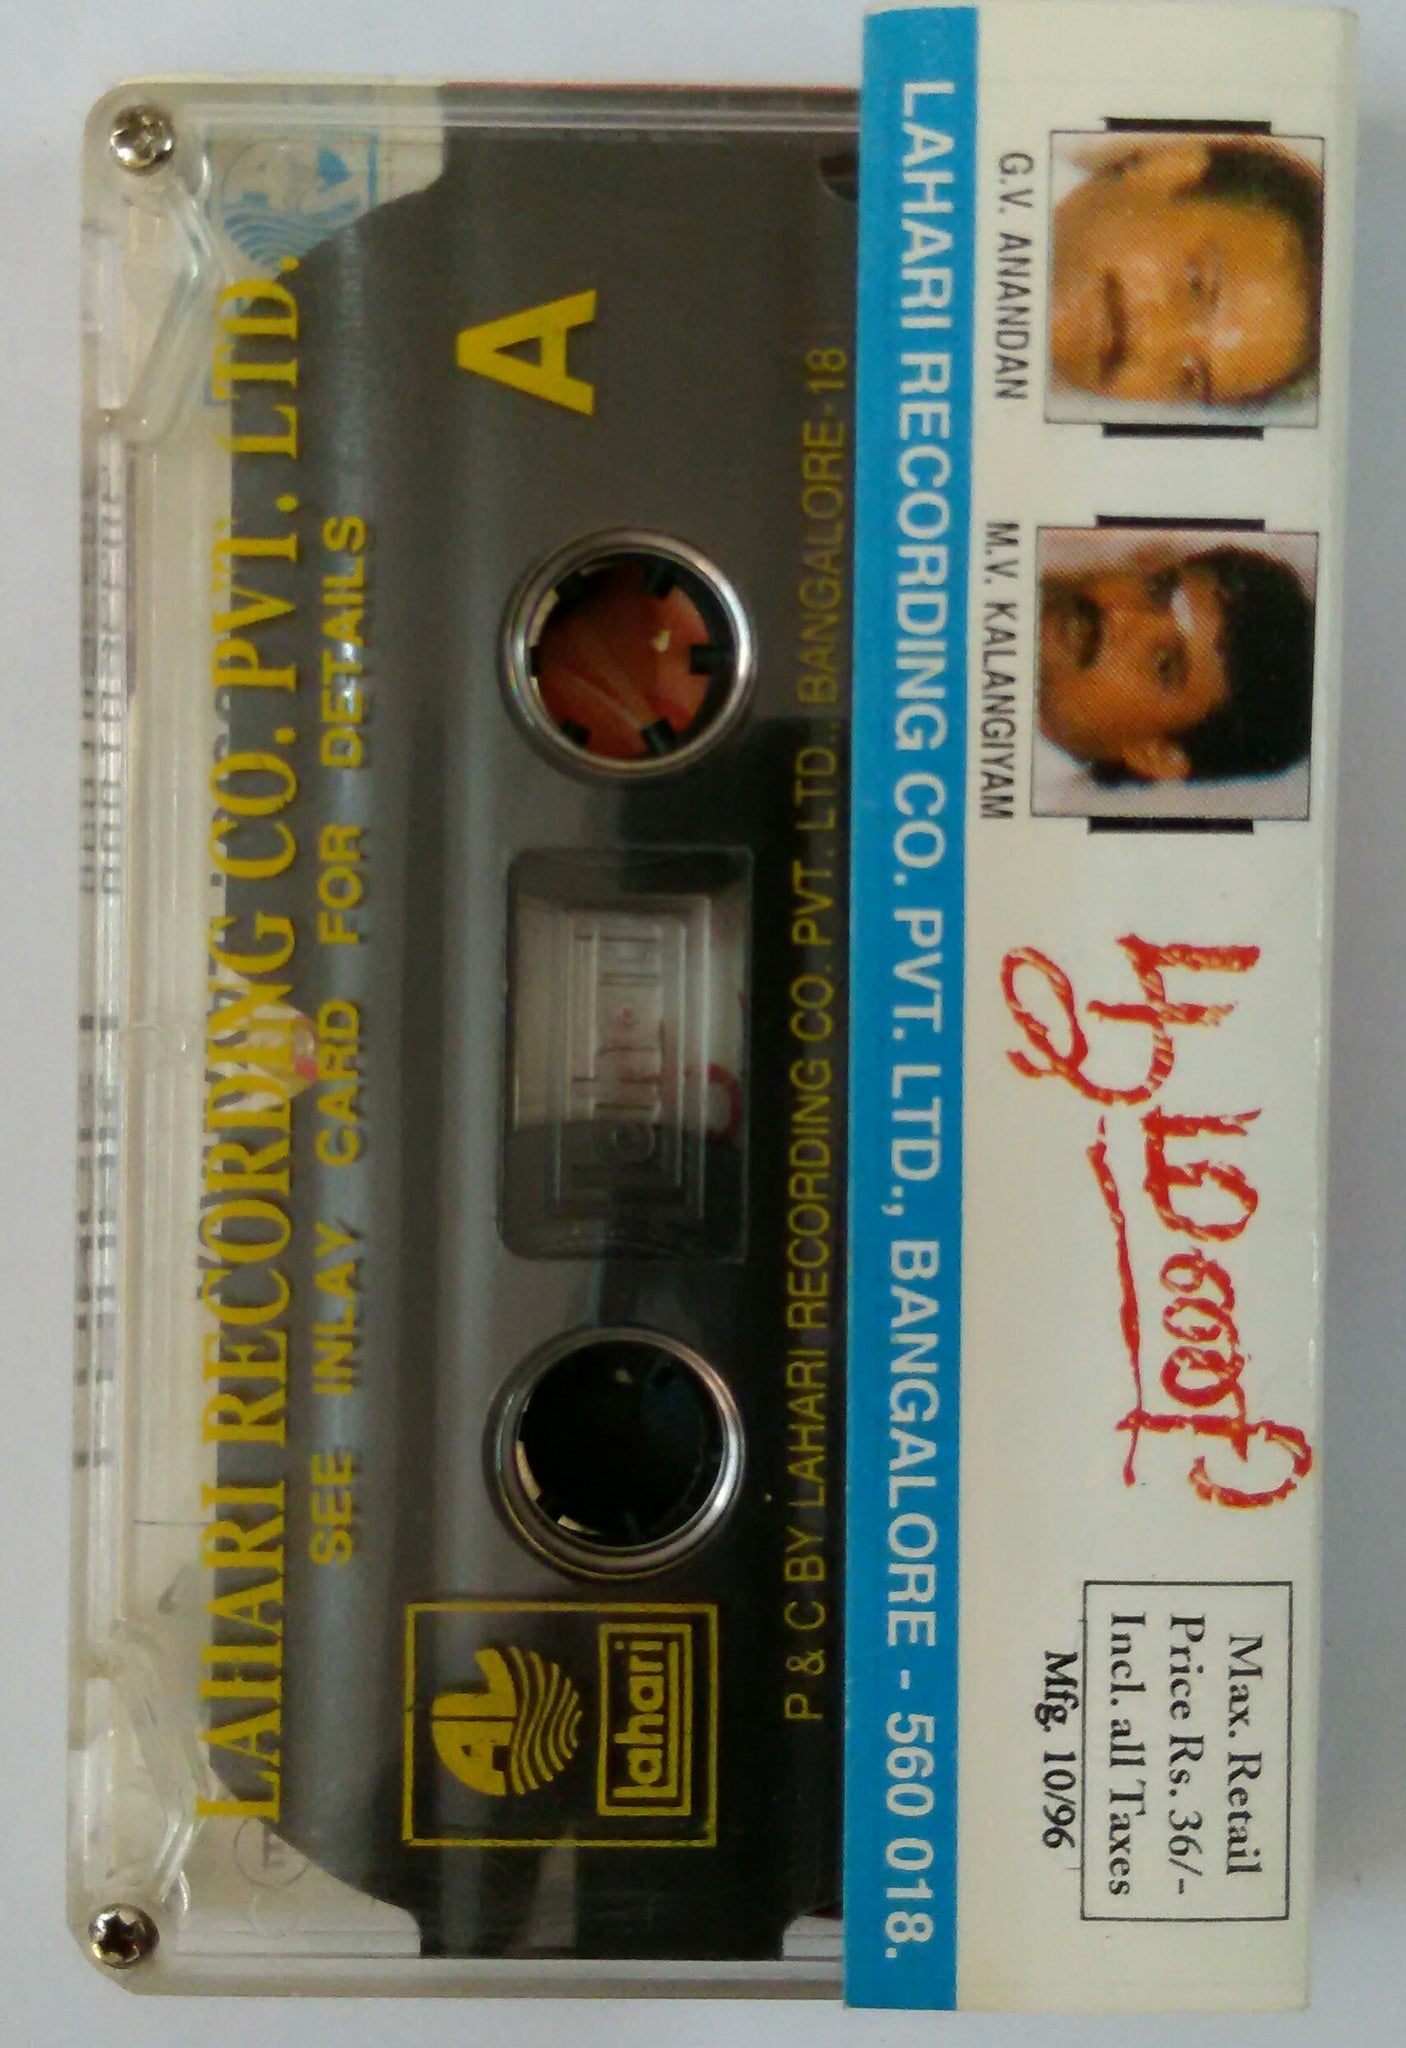 G.V. ANANDAN
M.V. KALANGIYAM
பூமணி
Max. Retail
Price Rs. 36/-
Incl. all Taxes
Mfg. 10/96
LAHARI RECORDING CO. PVT. LTD., BANGALORE - 560 018.
LAHARI RECORDING CO. PVT. LTD.
SEE INLAY CARD FOR DETAILS
A
AL
Lahari
P & C BY LAHARI RECORDING CO. PVT. LTD., BANGALORE-18